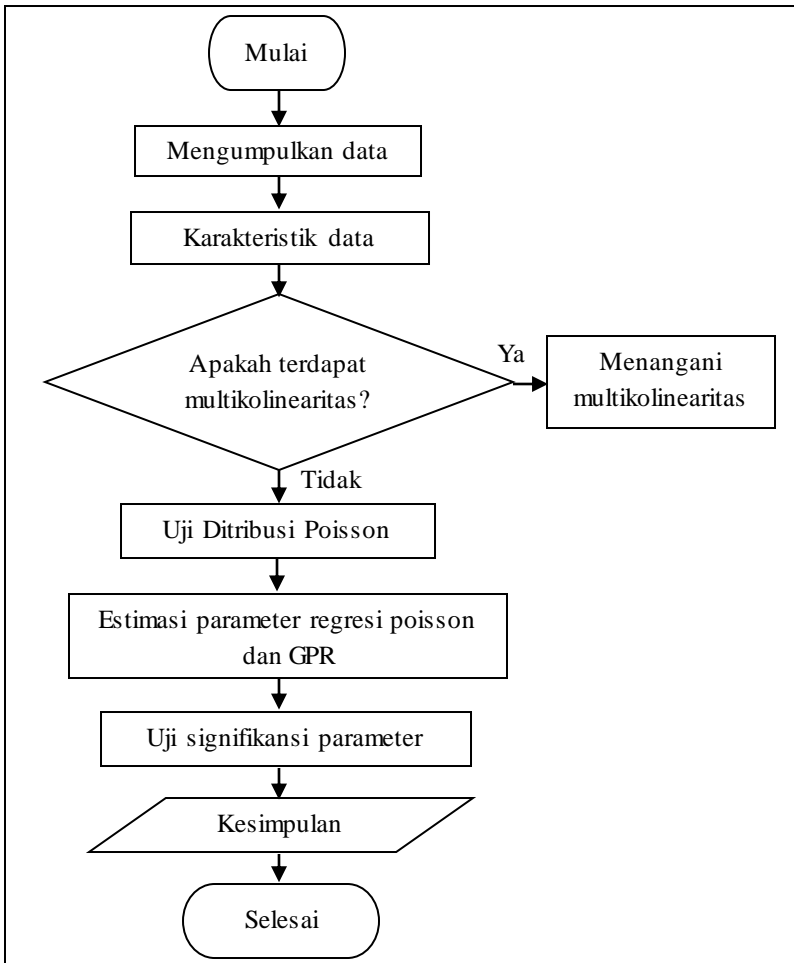 Mulai
Mengumpulkan data
Karakteristik data
Apakah terdapat
multikolinearitas?
Ya
Menangani
multikolinearitas
Tidak
Uji Ditribusi Poisson
Estimasi parameter regresi poisson
dan GPR
Uji signifikansi parameter
Kesimpulan
Selesai